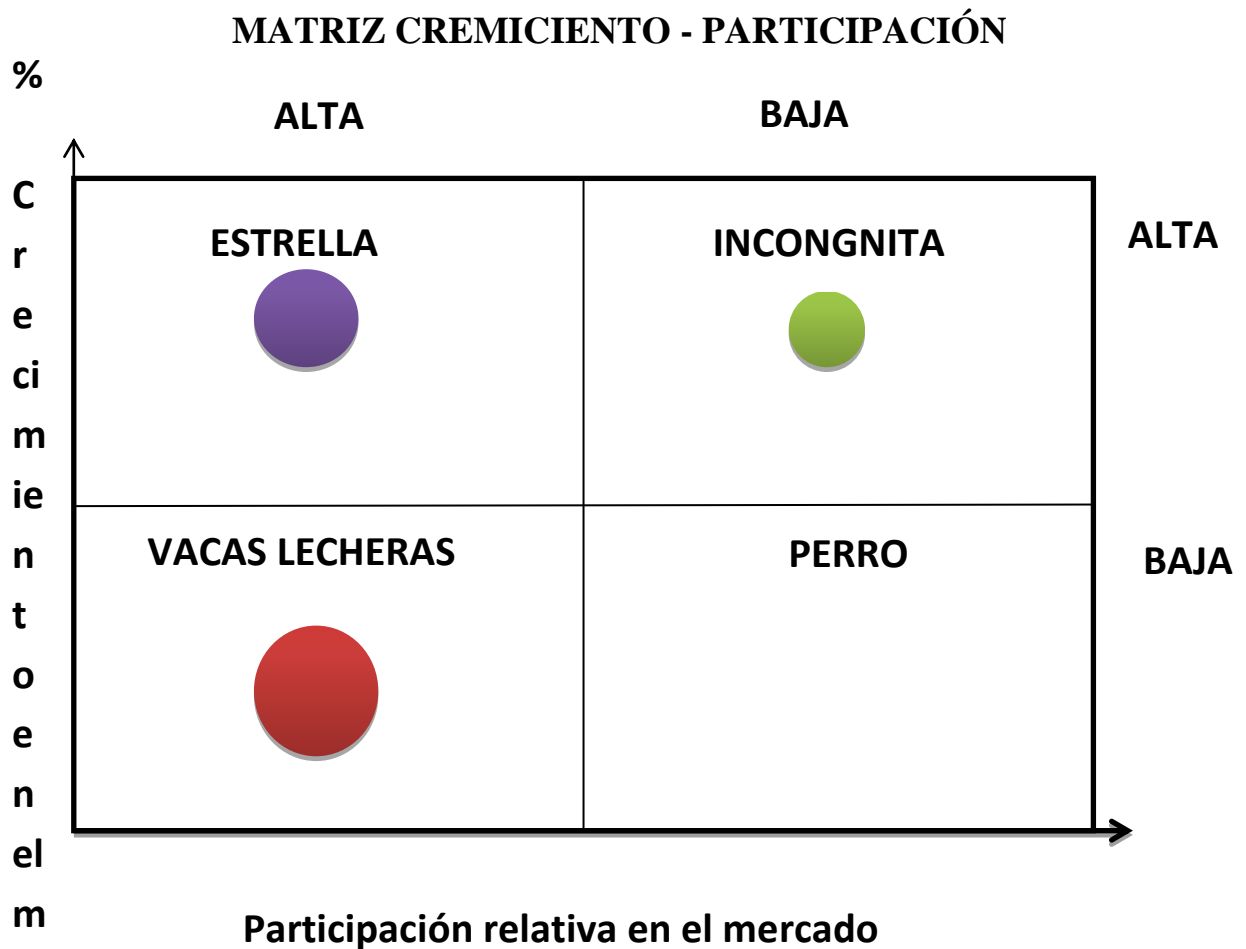 MATRIZ CREMICIENTO - PARTICIPACIÓN
%
ALTA
BAJA
C
r
e
ci
m
ie
n
t
o
e
n
el
m
ESTRELLA
INCONGNITA
ALTA
VACAS LECHERAS
PERRO
BAJA
Participación relativa en el mercado